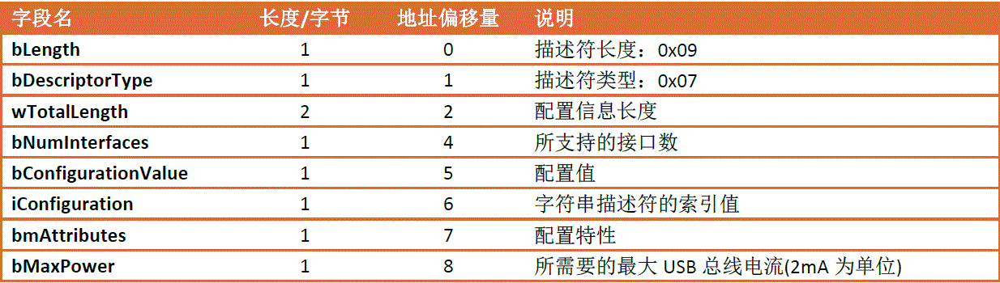 字段名 长度/字节 地址偏移量 说明
bLength 1 0 描述符长度：0x09
bDescriptorType 1 1 描述符类型：0x07
wTotalLength 2 2 配置信息长度
bNumInterfaces 1 4 所支持的接口数
bConfigurationValue 1 5 配置值
iConfiguration 1 6 字符串描述符的索引值
bmAttributes 1 7 配置特性
bMaxPower 1 8 所需要的最大 USB 总线电流(2mA 为单位)